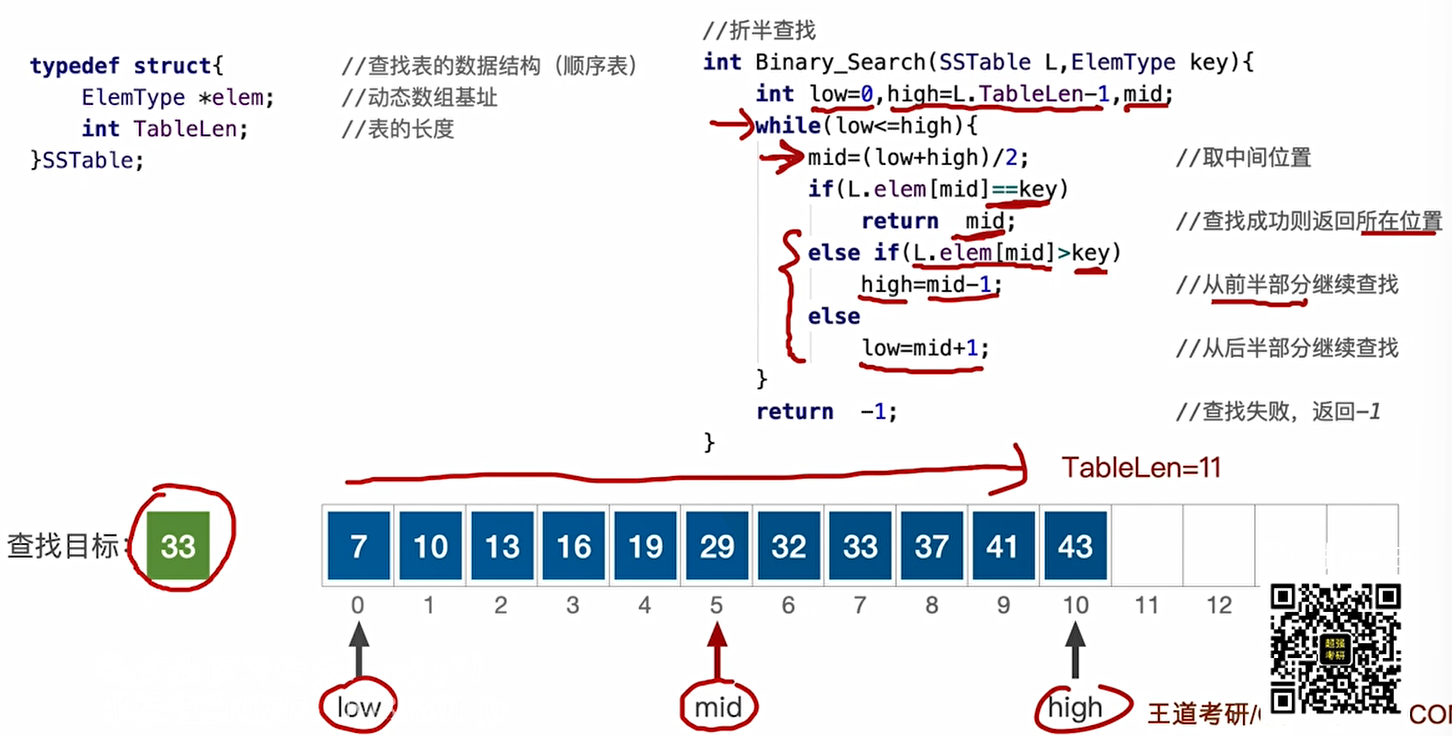 //折半查找
typedef struct{ //查找表的数据结构（顺序表）
ElemType *elem; //动态数组基址
int TableLen; //表的长度
}SSTable;
int Binary_Search(SSTable L,ElemType key){
int low=0,high=L.TableLen-1,mid;
while(low<=high){
mid=(low+high)/2; //取中间位置
if(L.elem[mid]==key)
return mid; //查找成功则返回所在位置
else if(L.elem[mid]>key)
high=mid-1; //从前半部分继续查找
else
low=mid+1; //从后半部分继续查找
}
return -1; //查找失败，返回-1
}
TableLen=11
查找目标：33
7 10 13 16 19 29 32 33 37 41 43
0 1 2 3 4 5 6 7 8 9 10 11 12
low mid high
王道考研/
超强
考研